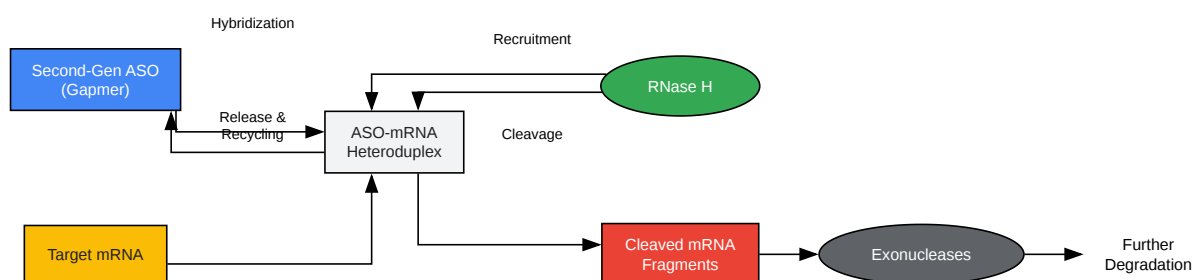 Hybridization
Recruitment
Second-Gen ASO
(Gapmer)
RNase H
Release &
Recycling
ASO-mRNA
Heteroduplex
Cleavage
Target mRNA
Cleaved mRNA
Fragments
Exonucleases
Further
Degradation